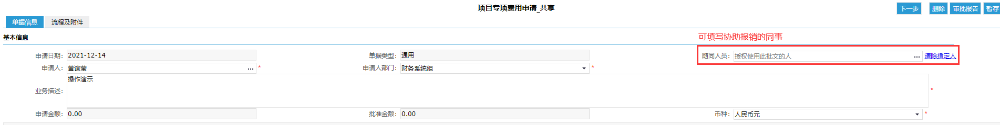 项目专项费用申请_共享
下一步 删除 审批报告 暂存
单据信息 流程及附件
基本信息
可填写协助报销的同事
申请日期: 2021-12-14 单据类型: 通用 随同人员: 授权使用此批文的人 ... 清除指定人
申请人: 黄谊莹 ... * 申请人部门: 财务系统组 *
操作演示
业务描述: *
申请金额: 0.00 批准金额: 0.00 币种: 人民币元 *